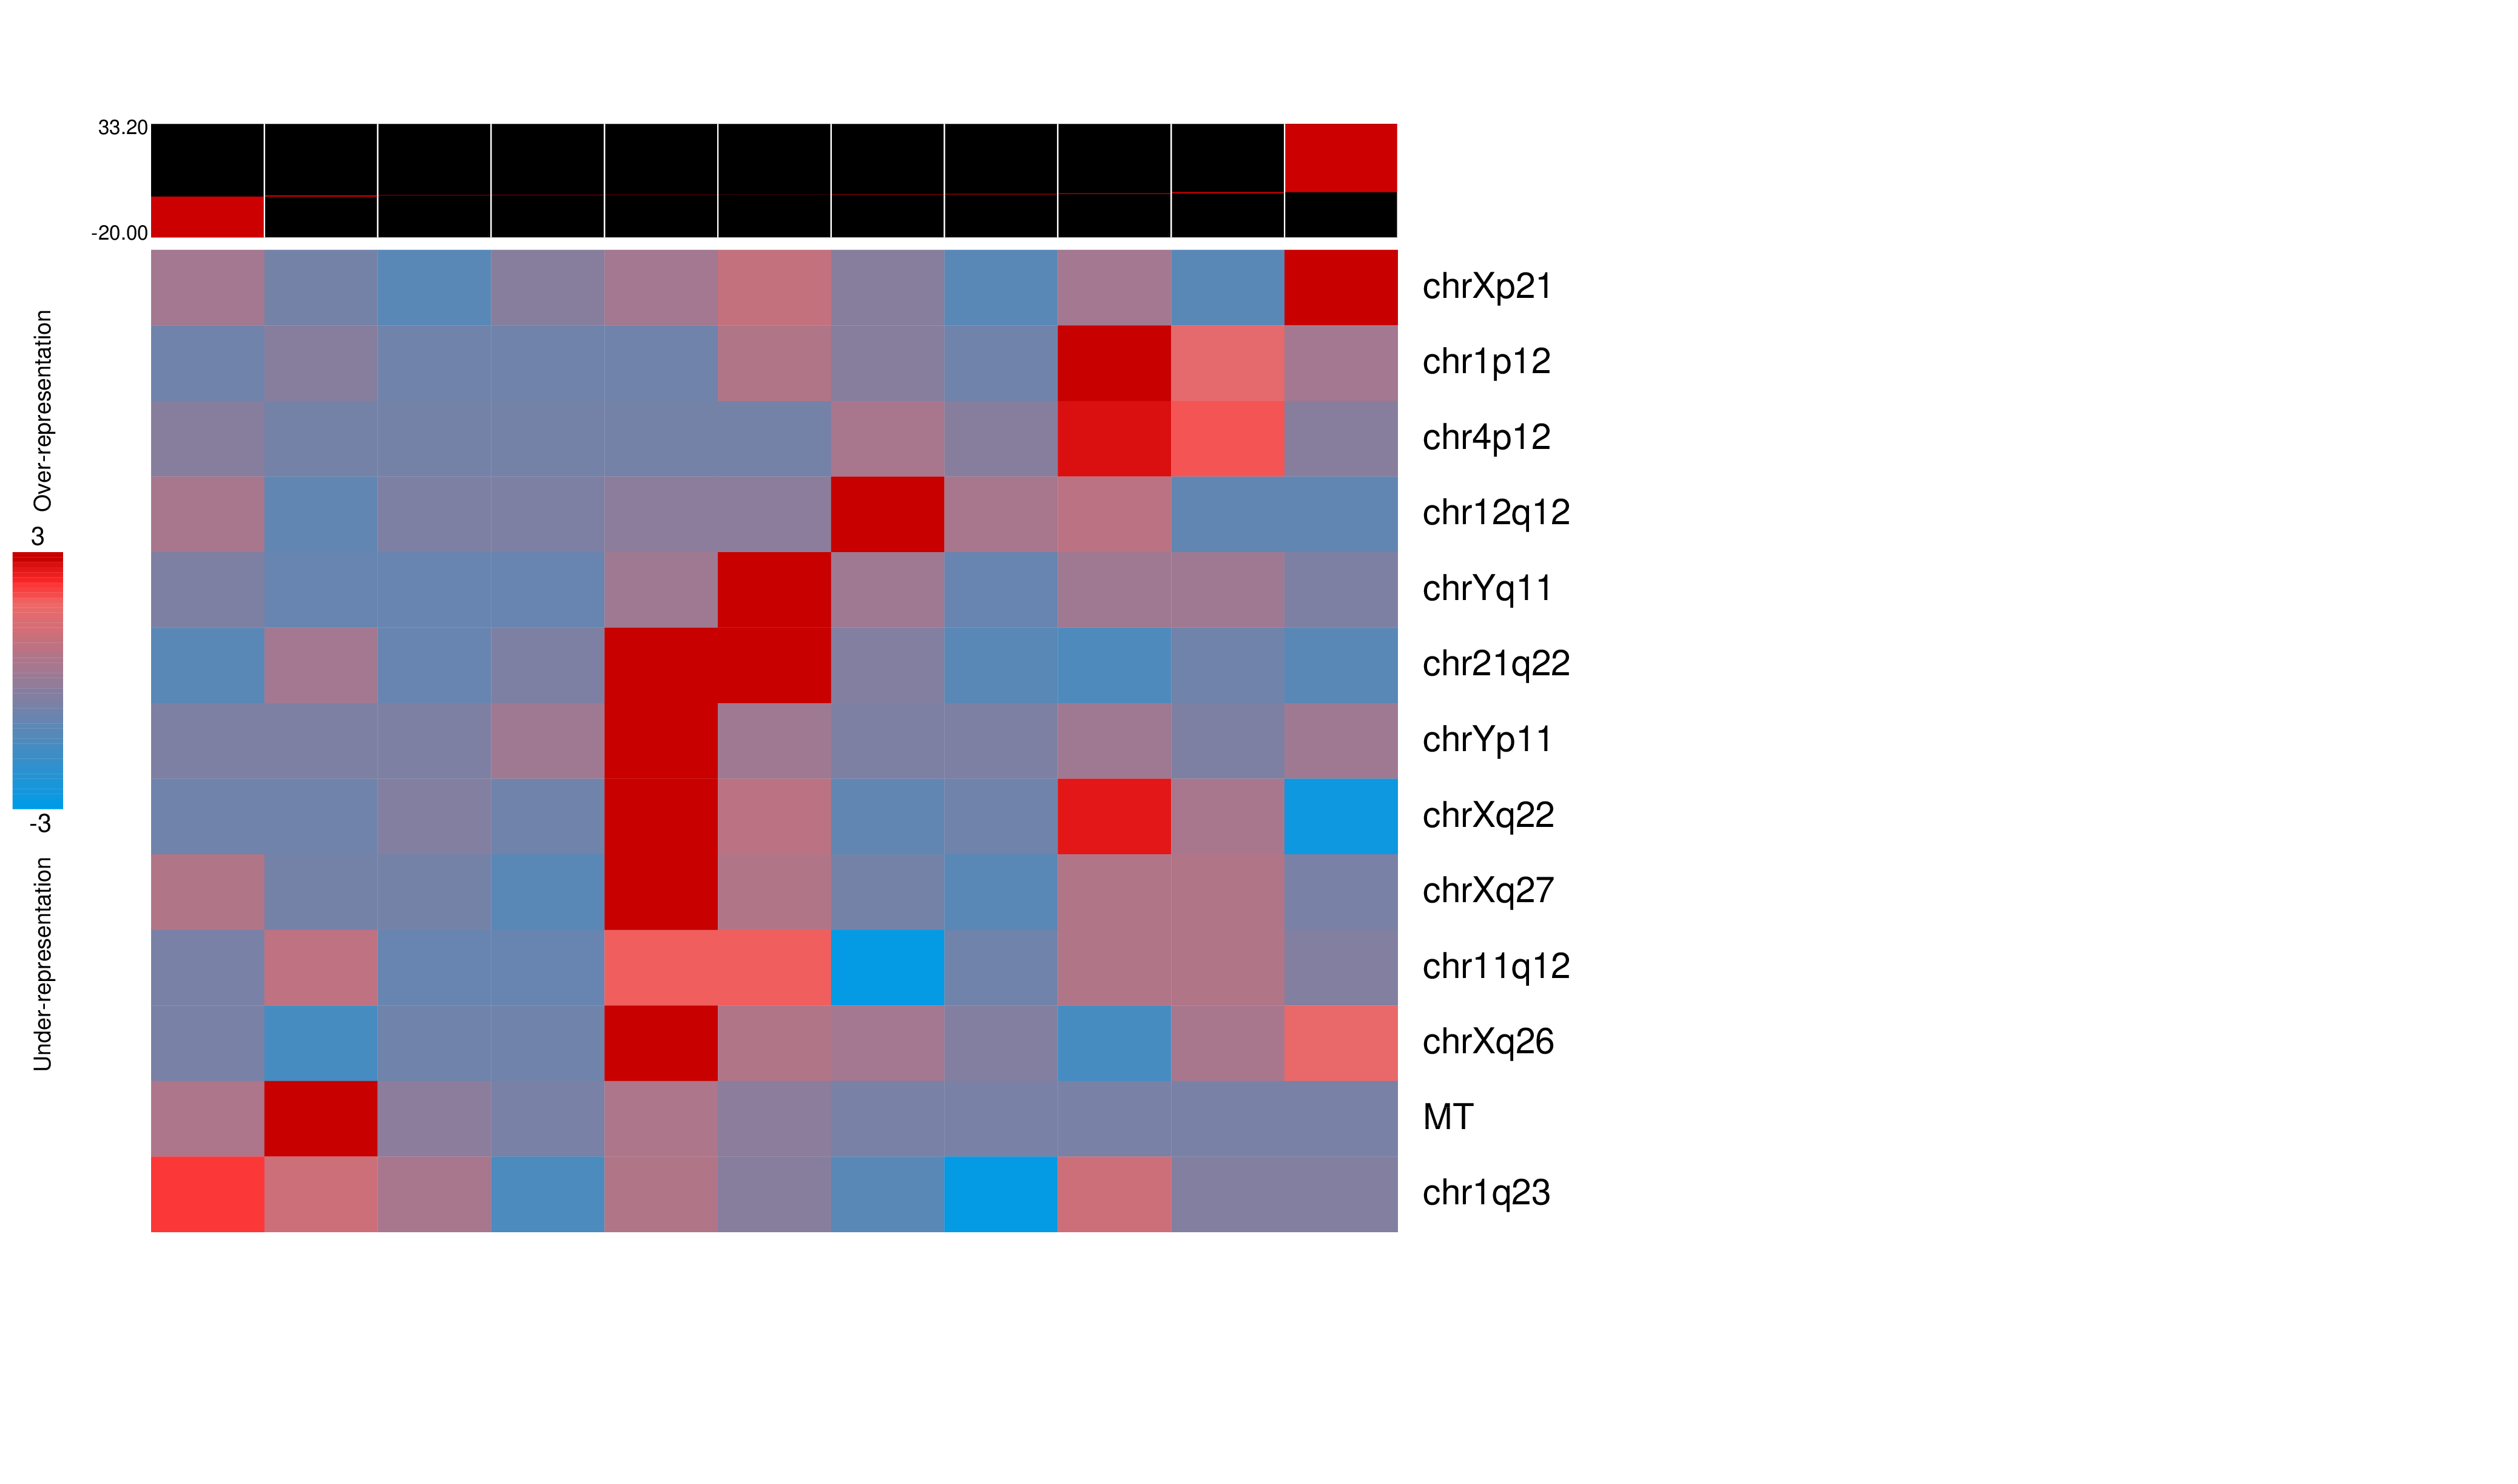 33.20
-20.00
Over-representation
3
-3
Under-representation
chrXp21
chr1p12
chr4p12
chr12q12
chrYq11
chr21q22
chrYp11
chrXq22
chrXq27
chr11q12
chrXq26
MT
chr1q23